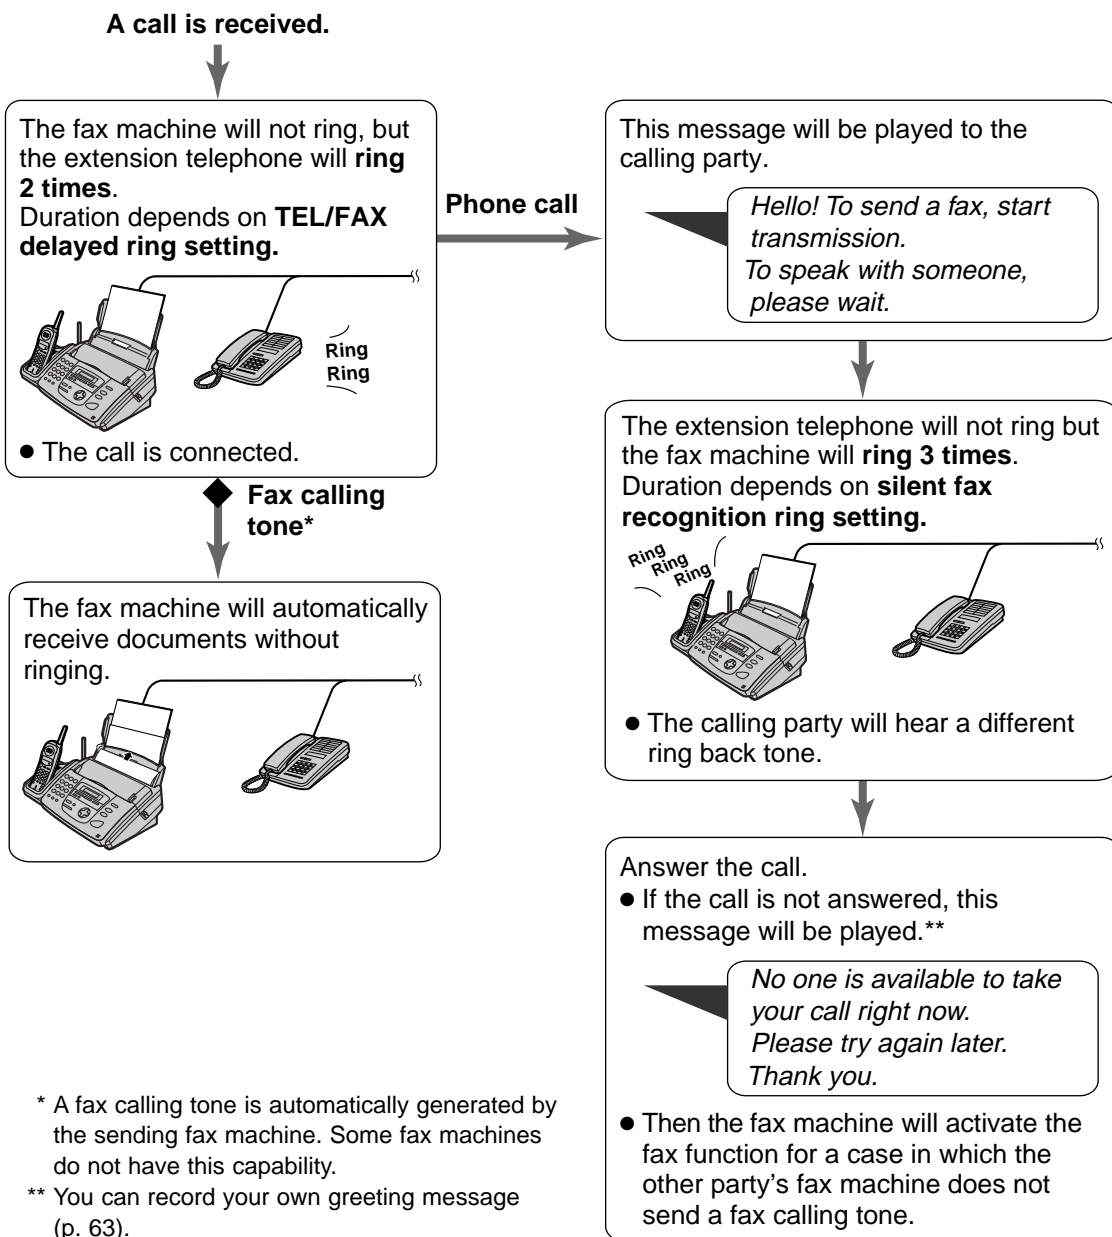 A call is received.
The fax machine will not ring, but
the extension telephone will ring
2 times.
Duration depends on TEL/FAX
delayed ring setting.
Ring
Ring
● The call is connected.
Fax calling
tone*
The fax machine will automatically
receive documents without
ringing.
Phone call
This message will be played to the
calling party.
Hello! To send a fax, start
transmission.
To speak with someone,
please wait.
The extension telephone will not ring but
the fax machine will ring 3 times.
Duration depends on silent fax
recognition ring setting.
Ring
Ring
Ring
● The calling party will hear a different
ring back tone.
Answer the call.
● If the call is not answered, this
message will be played.**
No one is available to take
your call right now.
Please try again later.
Thank you.
● Then the fax machine will activate the
fax function for a case in which the
other party's fax machine does not
send a fax calling tone.
* A fax calling tone is automatically generated by
the sending fax machine. Some fax machines
do not have this capability.
** You can record your own greeting message
(p. 63).